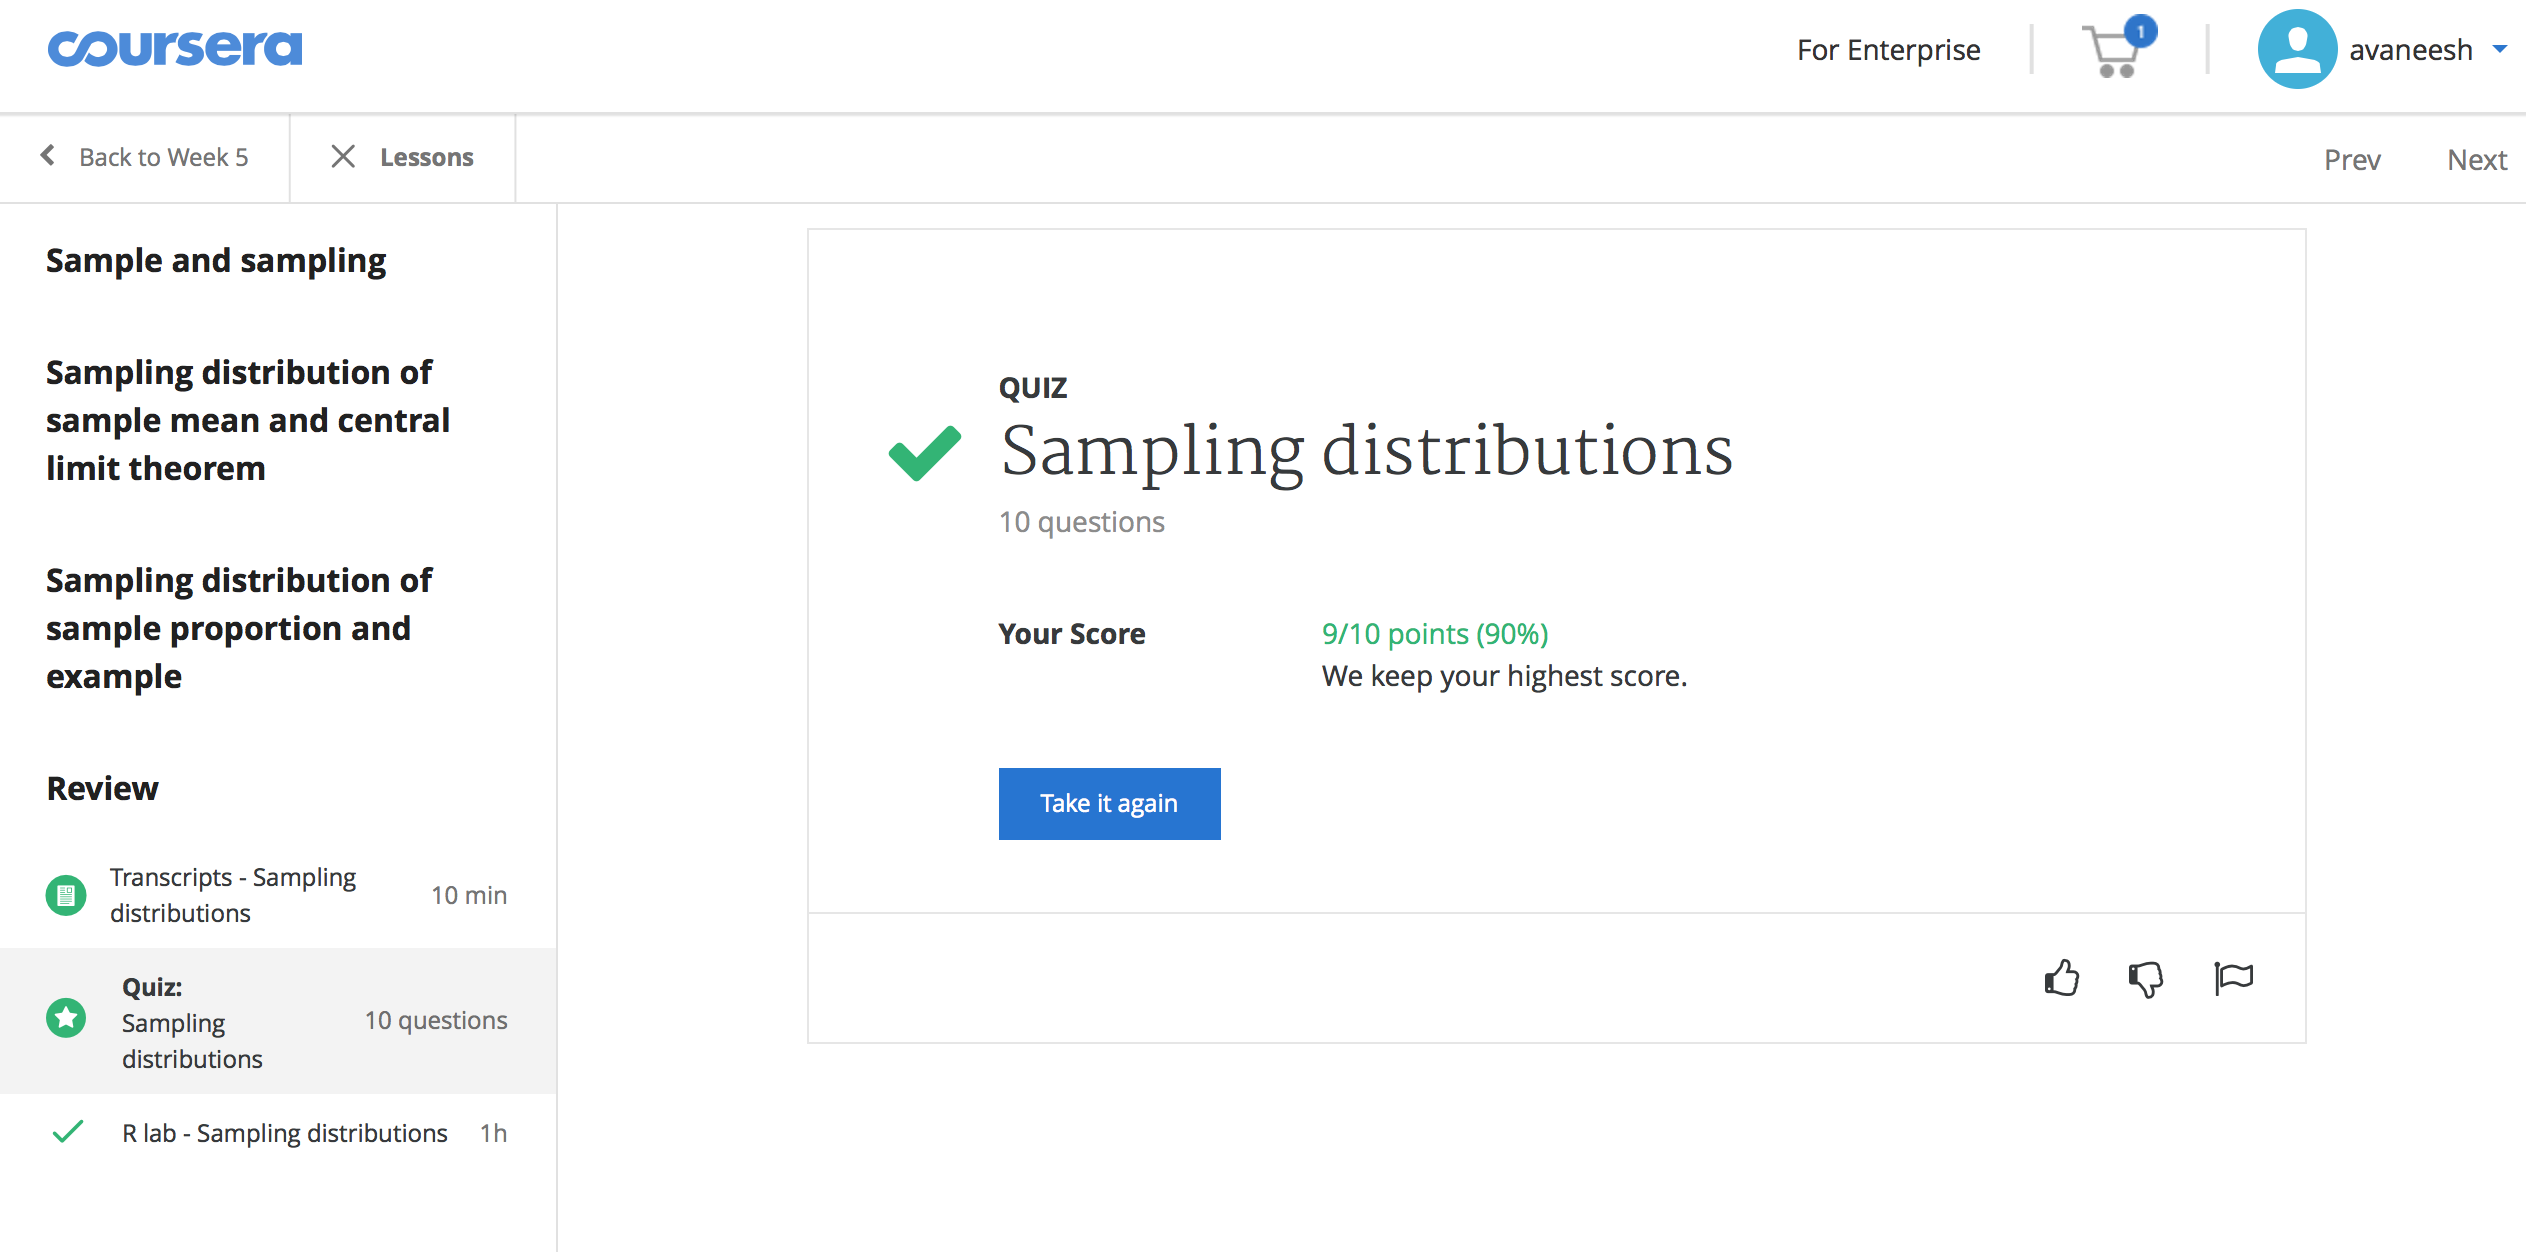 coursera
For Enterprise
1
avaneesh
Back to Week 5
Lessons
Prev
Next
Sample and sampling
Sampling distribution of
sample mean and central
limit theorem
Sampling distribution of
sample proportion and
example
Review
Transcripts - Sampling
distributions
10 min
Quiz:
Sampling
distributions
10 questions
R lab - Sampling distributions
1h
QUIZ
Sampling distributions
10 questions
Your Score
9/10 points (90%)
We keep your highest score.
Take it again